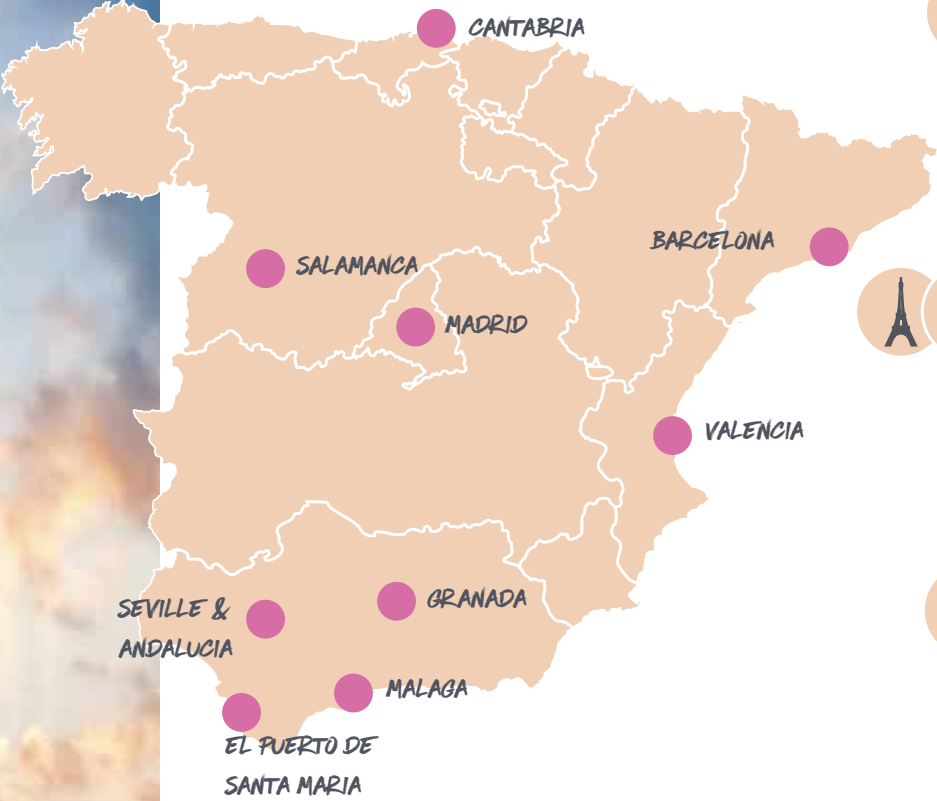 CANTABRIA
BARCELONA
SALAMANCA
MADRID
VALENCIA
GRANADA
SEVILLE &
ANDALUCIA
MALAGA
EL PUERTO DE
SANTA MARIA